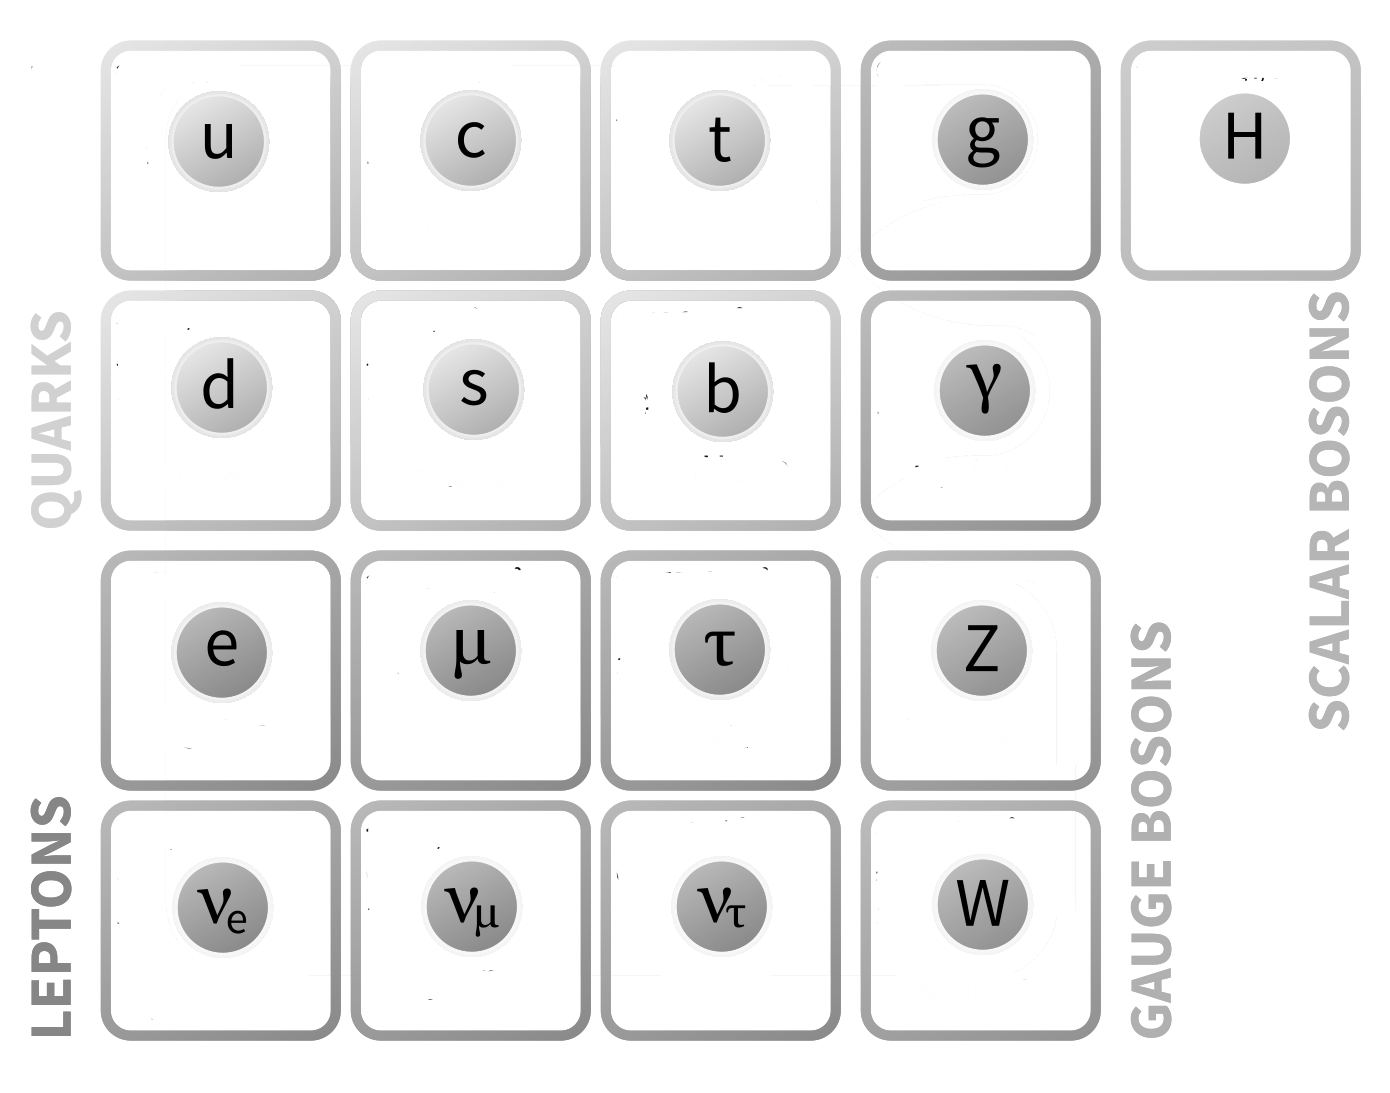 u c t g H
d s b γ
e μ τ Z
νe νμ ντ W
QUARKS
LEPTONS
GAUGE BOSONS
SCALAR BOSONS